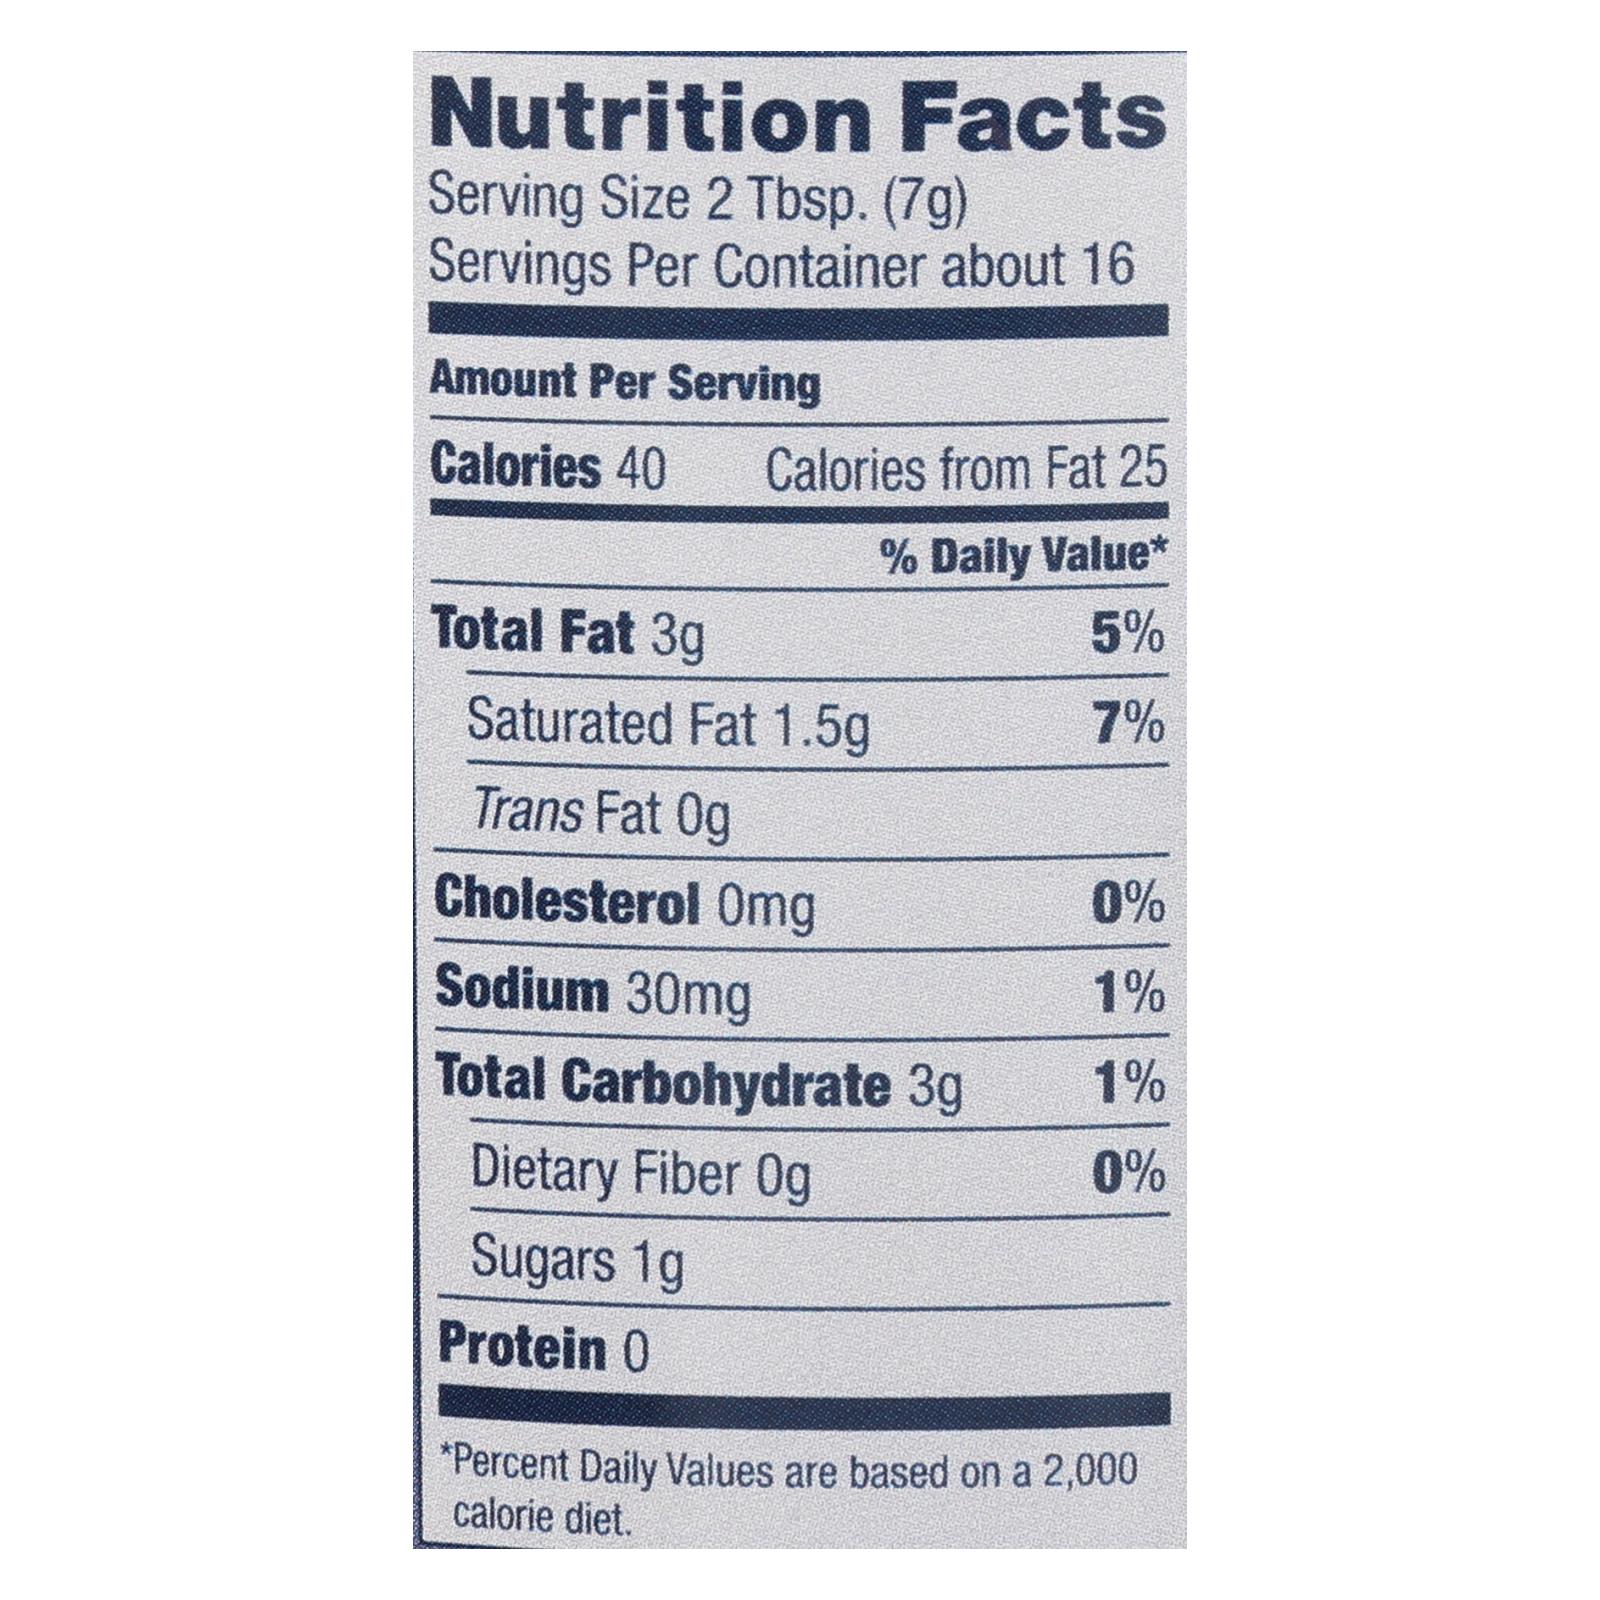 Nutrition Facts
Serving Size 2 Tbsp. (7g)
Servings Per Container about 16
Amount Per Serving
Calories 40 Calories from Fat 25
% Daily Value*
Total Fat 3g 5%
Saturated Fat 1.5g 7%
Trans Fat 0g
Cholesterol 0mg 0%
Sodium 30mg 1%
Total Carbohydrate 3g 1%
Dietary Fiber 0g 0%
Sugars 1g
Protein 0
*Percent Daily Values are based on a 2,000
calorie diet.